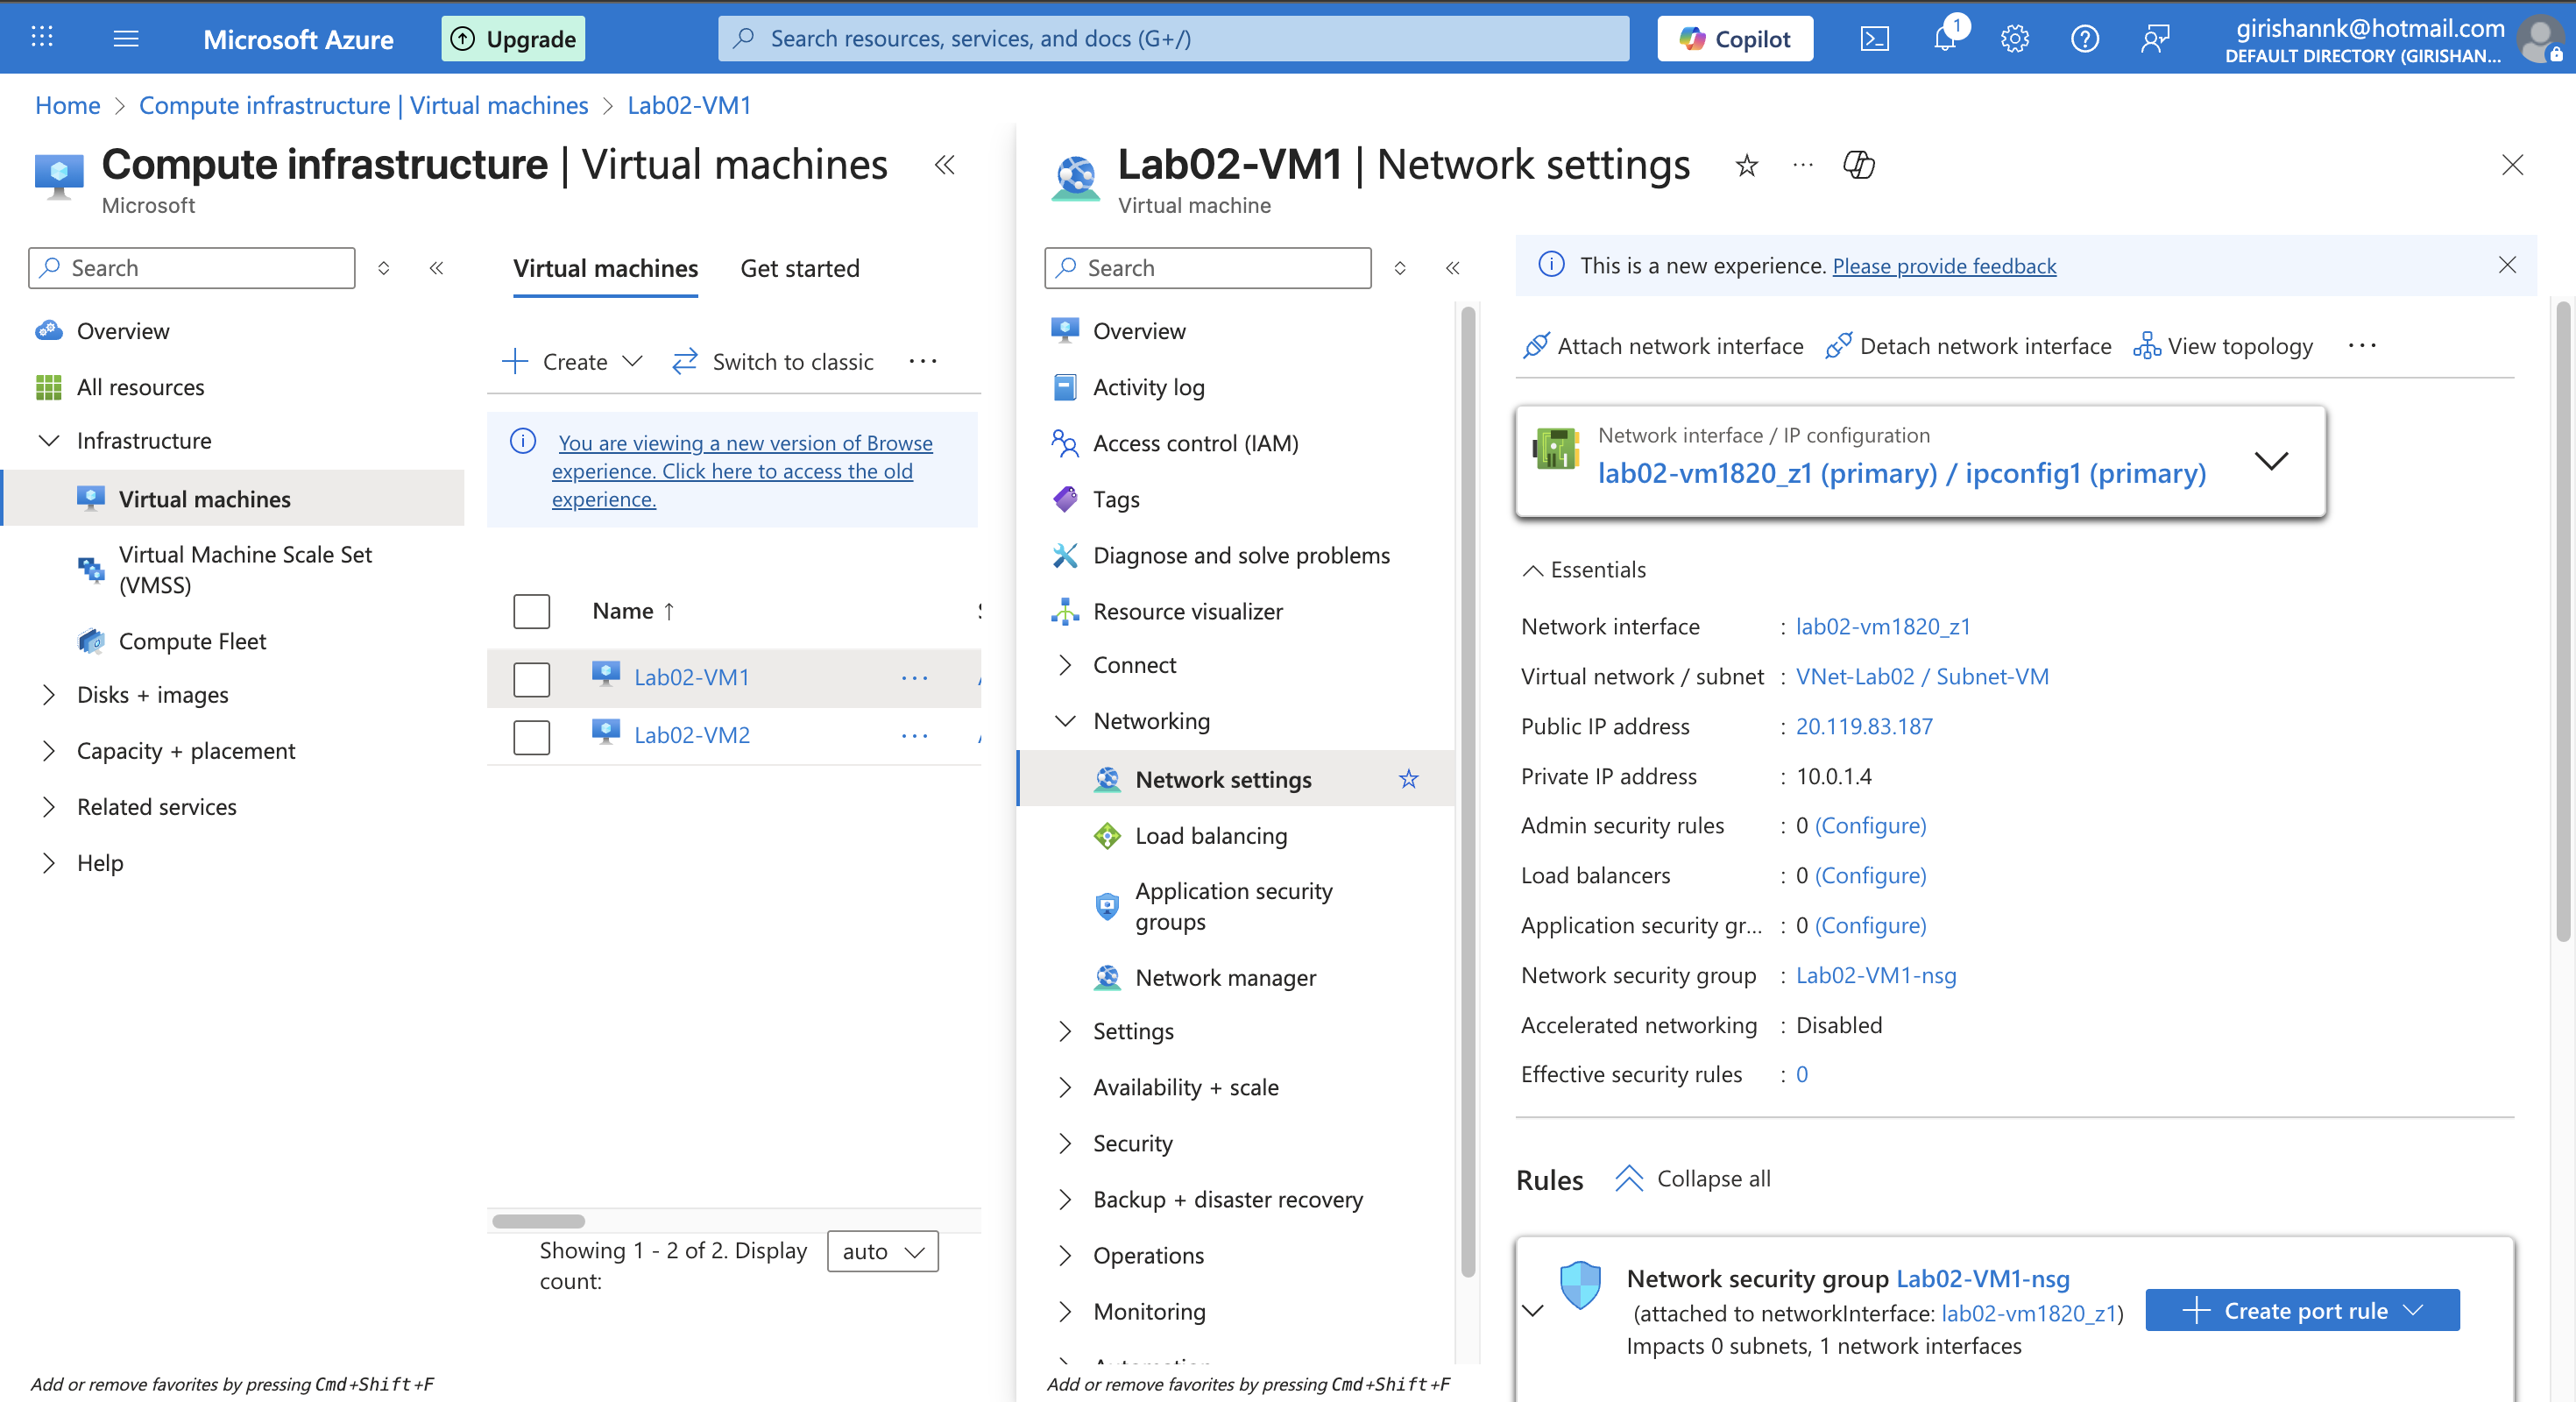 Microsoft Azure
Upgrade
Search resources, services, and docs (G+/)
Copilot
1
girishannk@hotmail.com
DEFAULT DIRECTORY (GIRISHAN...
Home > Compute infrastructure | Virtual machines > Lab02-VM1
Compute infrastructure | Virtual machines
Microsoft
Search
Overview
All resources
Infrastructure
Virtual machines
Virtual Machine Scale Set
(VMSS)
Compute Fleet
Disks + images
Capacity + placement
Related services
Help
Add or remove favorites by pressing Cmd+Shift+F
Virtual machines
Get started
Create
Switch to classic
You are viewing a new version of Browse
experience. Click here to access the old
experience.
Name ↑
Lab02-VM1
Lab02-VM2
Showing 1 - 2 of 2. Display
count:
auto
Lab02-VM1 | Network settings
Virtual machine
Search
Overview
Activity log
Access control (IAM)
Tags
Diagnose and solve problems
Resource visualizer
Connect
Networking
Network settings
Load balancing
Application security
groups
Network manager
Settings
Availability + scale
Security
Backup + disaster recovery
Operations
Monitoring
Add or remove favorites by pressing Cmd+Shift+F
This is a new experience. Please provide feedback
Attach network interface
Detach network interface
View topology
Network interface / IP configuration
lab02-vm1820_z1 (primary) / ipconfig1 (primary)
Essentials
Network interface : lab02-vm1820_z1
Virtual network / subnet : VNet-Lab02 / Subnet-VM
Public IP address : 20.119.83.187
Private IP address : 10.0.1.4
Admin security rules : 0 (Configure)
Load balancers : 0 (Configure)
Application security gr... : 0 (Configure)
Network security group : Lab02-VM1-nsg
Accelerated networking : Disabled
Effective security rules : 0
Rules
Collapse all
Network security group Lab02-VM1-nsg
(attached to networkInterface: lab02-vm1820_z1)
Impacts 0 subnets, 1 network interfaces
Create port rule